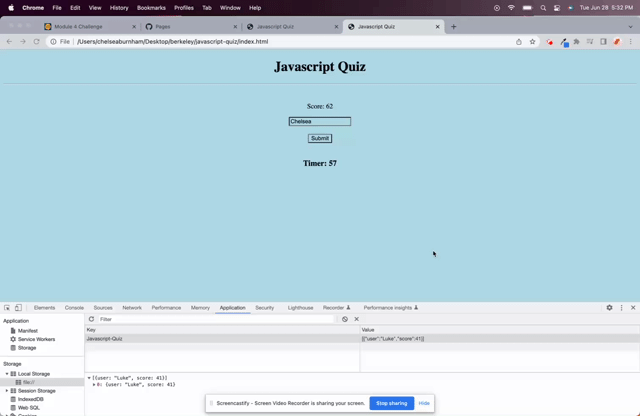 Chrome File Edit View History Bookmarks Profiles Tab Window Help Tue Jun 28 5:32 PM
Module 4 Challenge Pages Javascript Quiz Javascript Quiz
File /Users/chelseaburnham/Desktop/berkeley/javascript-quiz/index.html
Javascript Quiz
Score: 62
Chelsea
Submit
Timer: 57
Elements Console Sources Network Performance Memory Application Security Lighthouse Recorder Performance insights
Application
Manifest
Service Workers
Storage
Storage
Local Storage
file://
Session Storage
IndexedDB
Web SQL
Filter
Key Value
Javascript-Quiz [{"user":"Luke","score":41}]
[{user: "Luke", score: 41}]
0: {user: "Luke", score: 41}
Screencastify - Screen Video Recorder is sharing your screen. Stop sharing Hide